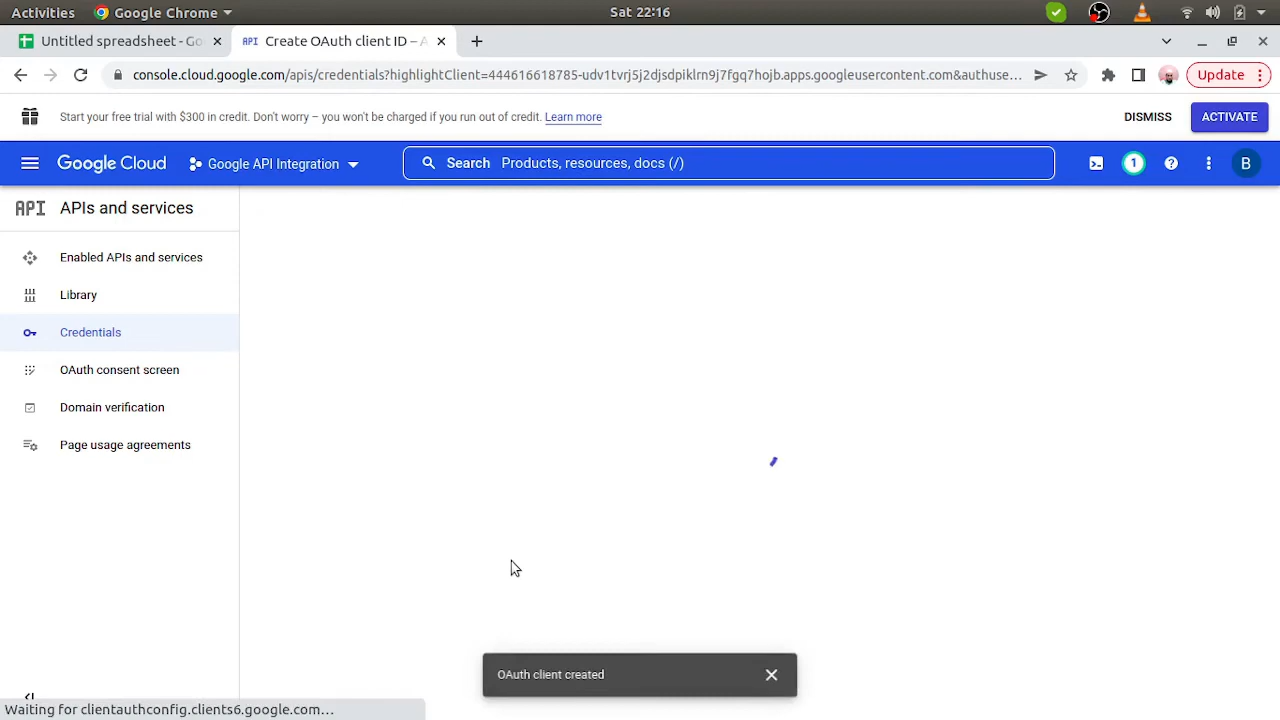 Activities
Google Chrome
Sat 22:16
Untitled spreadsheet - Go
API
Create OAuth client ID – A
console.cloud.google.com/apis/credentials?highlightClient=444616618785-udv1tvrj5j2djsdpiklrn9j7fgq7hojb.apps.googleusercontent.com&authuse...
Update
Start your free trial with $300 in credit. Don't worry – you won't be charged if you run out of credit. Learn more
DISMISS
ACTIVATE
Google Cloud
Google API Integration
Search Products, resources, docs (/)
1
B
API APIs and services
Enabled APIs and services
Library
Credentials
OAuth consent screen
Domain verification
Page usage agreements
OAuth client created
Waiting for clientauthconfig.clients6.google.com...